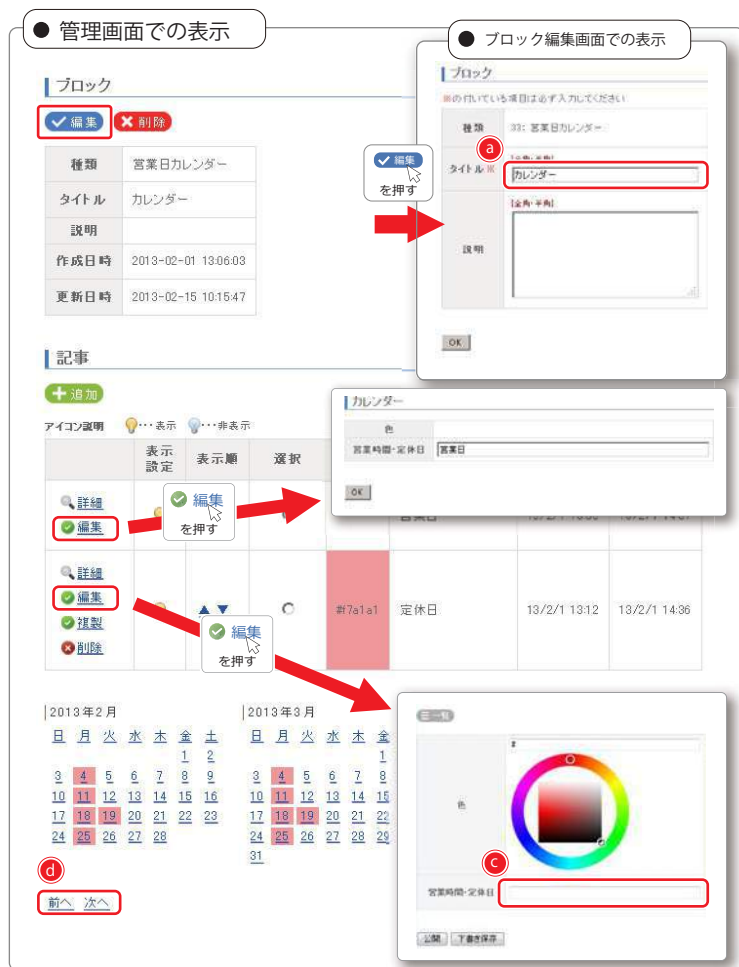 ● 管理画面での表示
ブロック
編集 削除
種類 営業日カレンダー
タイトル カレンダー
説明
作成日時 2013-02-01 13:06:03
更新日時 2013-02-15 10:15:47
編集
を押す
● ブロック編集画面での表示
ブロック
※の付いている項目は必ず入力してください
種類 33: 営業日カレンダー
a
[全角・半角]
タイトル ※ カレンダー
[全角・半角]
説明
OK
記事
追加
アイコン説明 ・・・表示 ・・・非表示
表示設定 表示順 選択
詳細
編集
編集
を押す
カレンダー
色
営業時間・定休日 営業日
OK
詳細
編集
複製
削除
▲ ▼ #f7a1a1 定休日 13/2/1 13:12 13/2/1 14:36
編集
を押す
2013年2月
日 月 火 水 木 金 土
1 2
3 4 5 6 7 8 9
10 11 12 13 14 15 16
17 18 19 20 21 22 23
24 25 26 27 28
2013年3月
日 月 火 水 木 金
1
3 4 5 6 7 8
10 11 12 13 14 15
17 18 19 20 21 22
24 25 26 27 28 29
31
d
前へ 次へ
一覧
#
色
c
営業時間・定休日
公開 下書き保存